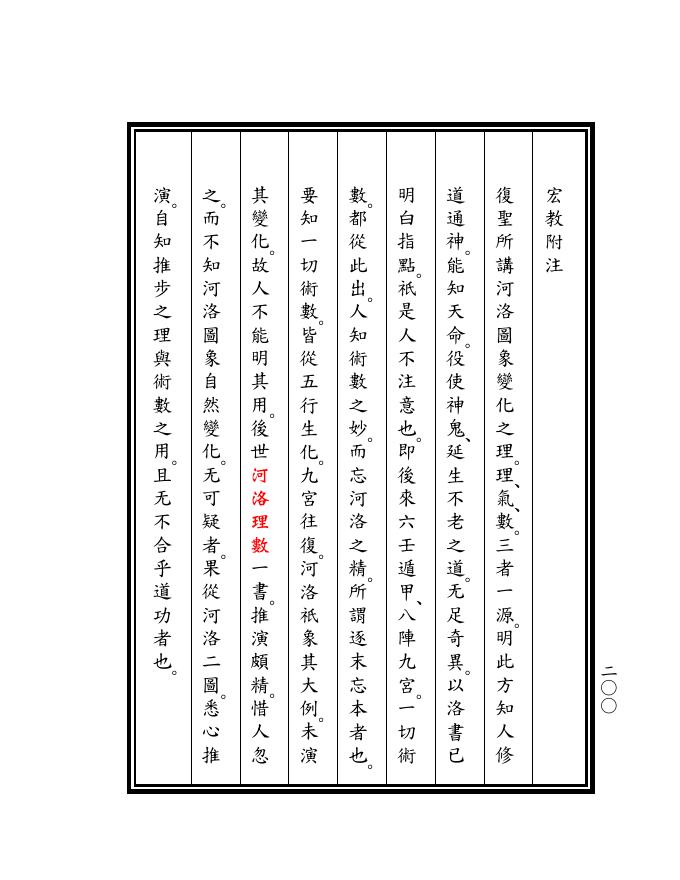 宏教附注
復聖所講河洛圖象變化之理。理、氣、數。三者一源。明此方知人修
道通神。能知天命。役使神鬼、延生不老之道。无足奇異。以洛書已
明白指點。祇是人不注意也。即後來六壬遁甲、八陣九宮。一切術
數。都從此出。人知術數之妙。而忘河洛之精。所謂逐末忘本者也。
要知一切術數。皆從五行生化。九宮往復。河洛祇象其大例。未演
其變化。故人不能明其用。後世河洛理數一書。推演頗精。惜人忽
之。而不知河洛圖象自然變化。无可疑者。果從河洛二圖。悉心推
演。自知推步之理與術數之用。且无不合乎道功者也。
二〇〇